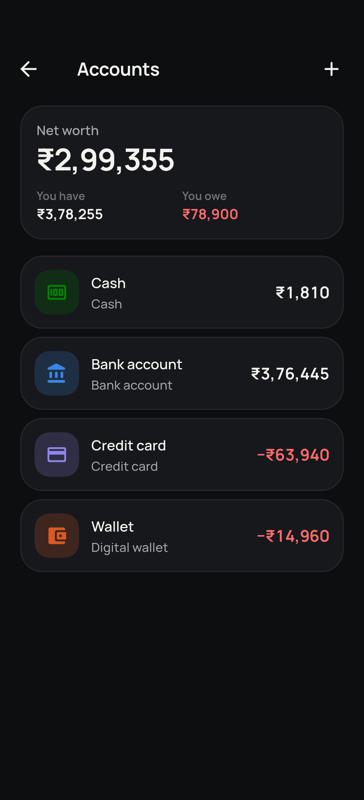 Accounts
Net worth
₹2,99,355
You have
You owe
₹3,78,255
₹78,900
Cash
Cash
₹1,810
Bank account
Bank account
₹3,76,445
Credit card
Credit card
−₹63,940
Wallet
Digital wallet
−₹14,960